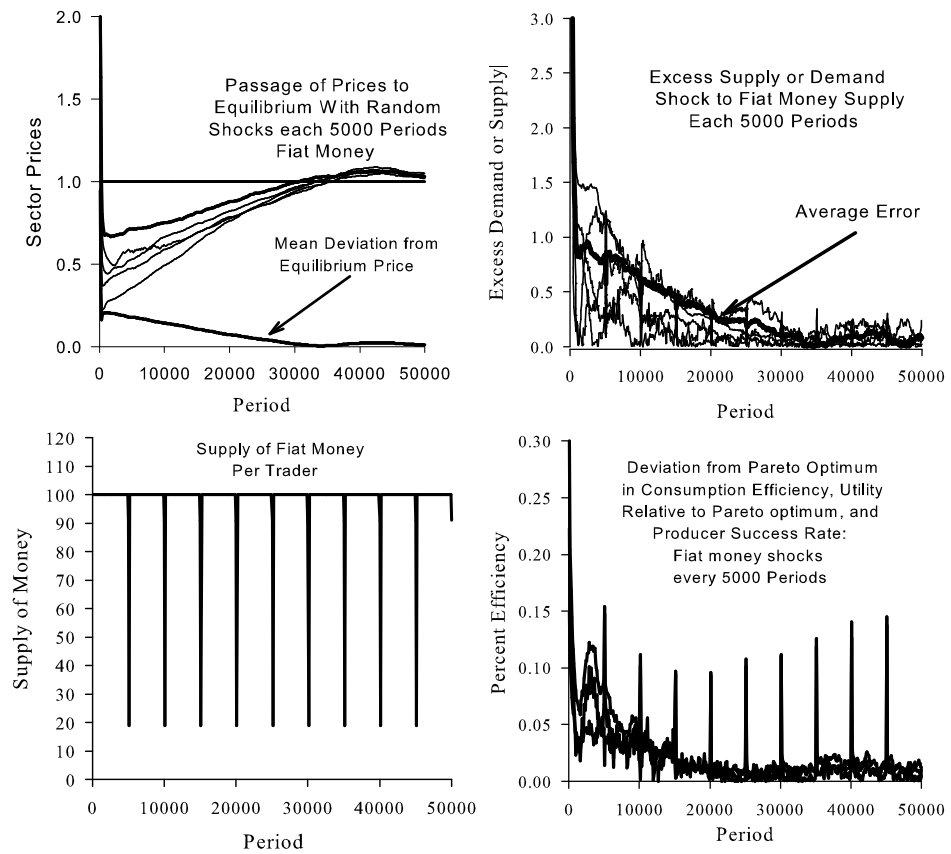 2.0
1.5
1.0
0.5
0.0
Sector Prices
Passage of Prices to
Equilibrium With Random
Shocks each 5000 Periods
Fiat Money
Mean Deviation from
Equilibrium Price
0 10000 20000 30000 40000 50000
Period
3.0
2.5
2.0
1.5
1.0
0.5
0.0
Excess Demand or Supply|
Excess Supply or Demand
Shock to Fiat Money Supply
Each 5000 Periods
Average Error
0 10000 20000 30000 40000 50000
Period
120
110
100
90
80
70
60
50
40
30
20
10
0
Supply of Money
Supply of Fiat Money
Per Trader
0 10000 20000 30000 40000 50000
Period
0.30
0.25
0.20
0.15
0.10
0.05
0.00
Percent Efficiency
Deviation from Pareto Optimum
in Consumption Efficiency, Utility
Relative to Pareto optimum, and
Producer Success Rate:
Fiat money shocks
every 5000 Periods
0 10000 20000 30000 40000 50000
Period